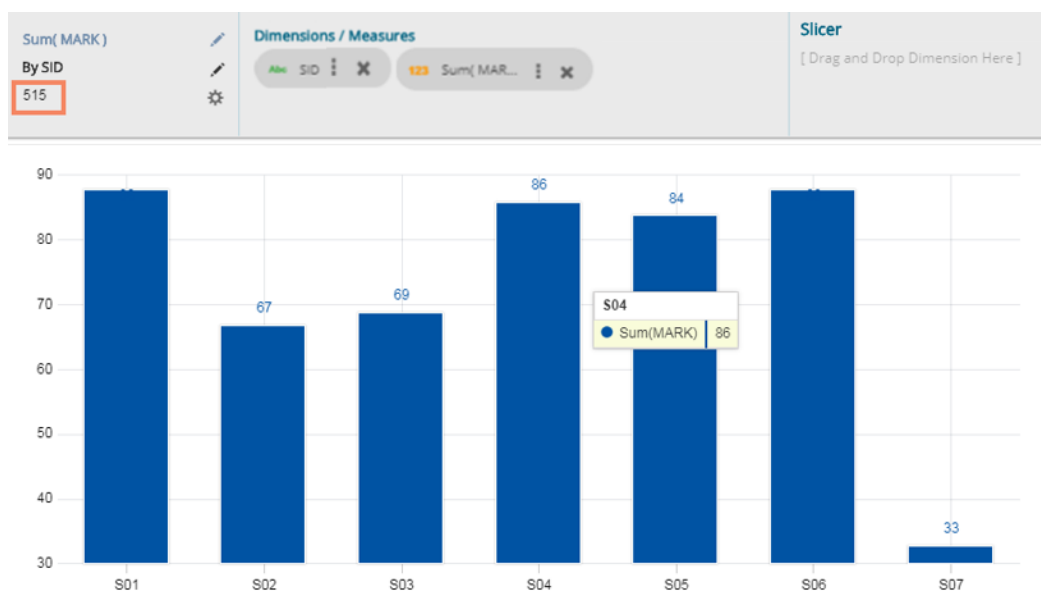 Sum( MARK )
By SID
515
Dimensions / Measures
Abc SID
123 Sum( MAR...
Slicer
[ Drag and Drop Dimension Here ]
90
80
70
60
50
40
30
67
69
86
84
33
S04
Sum(MARK) 86
S01 S02 S03 S04 S05 S06 S07